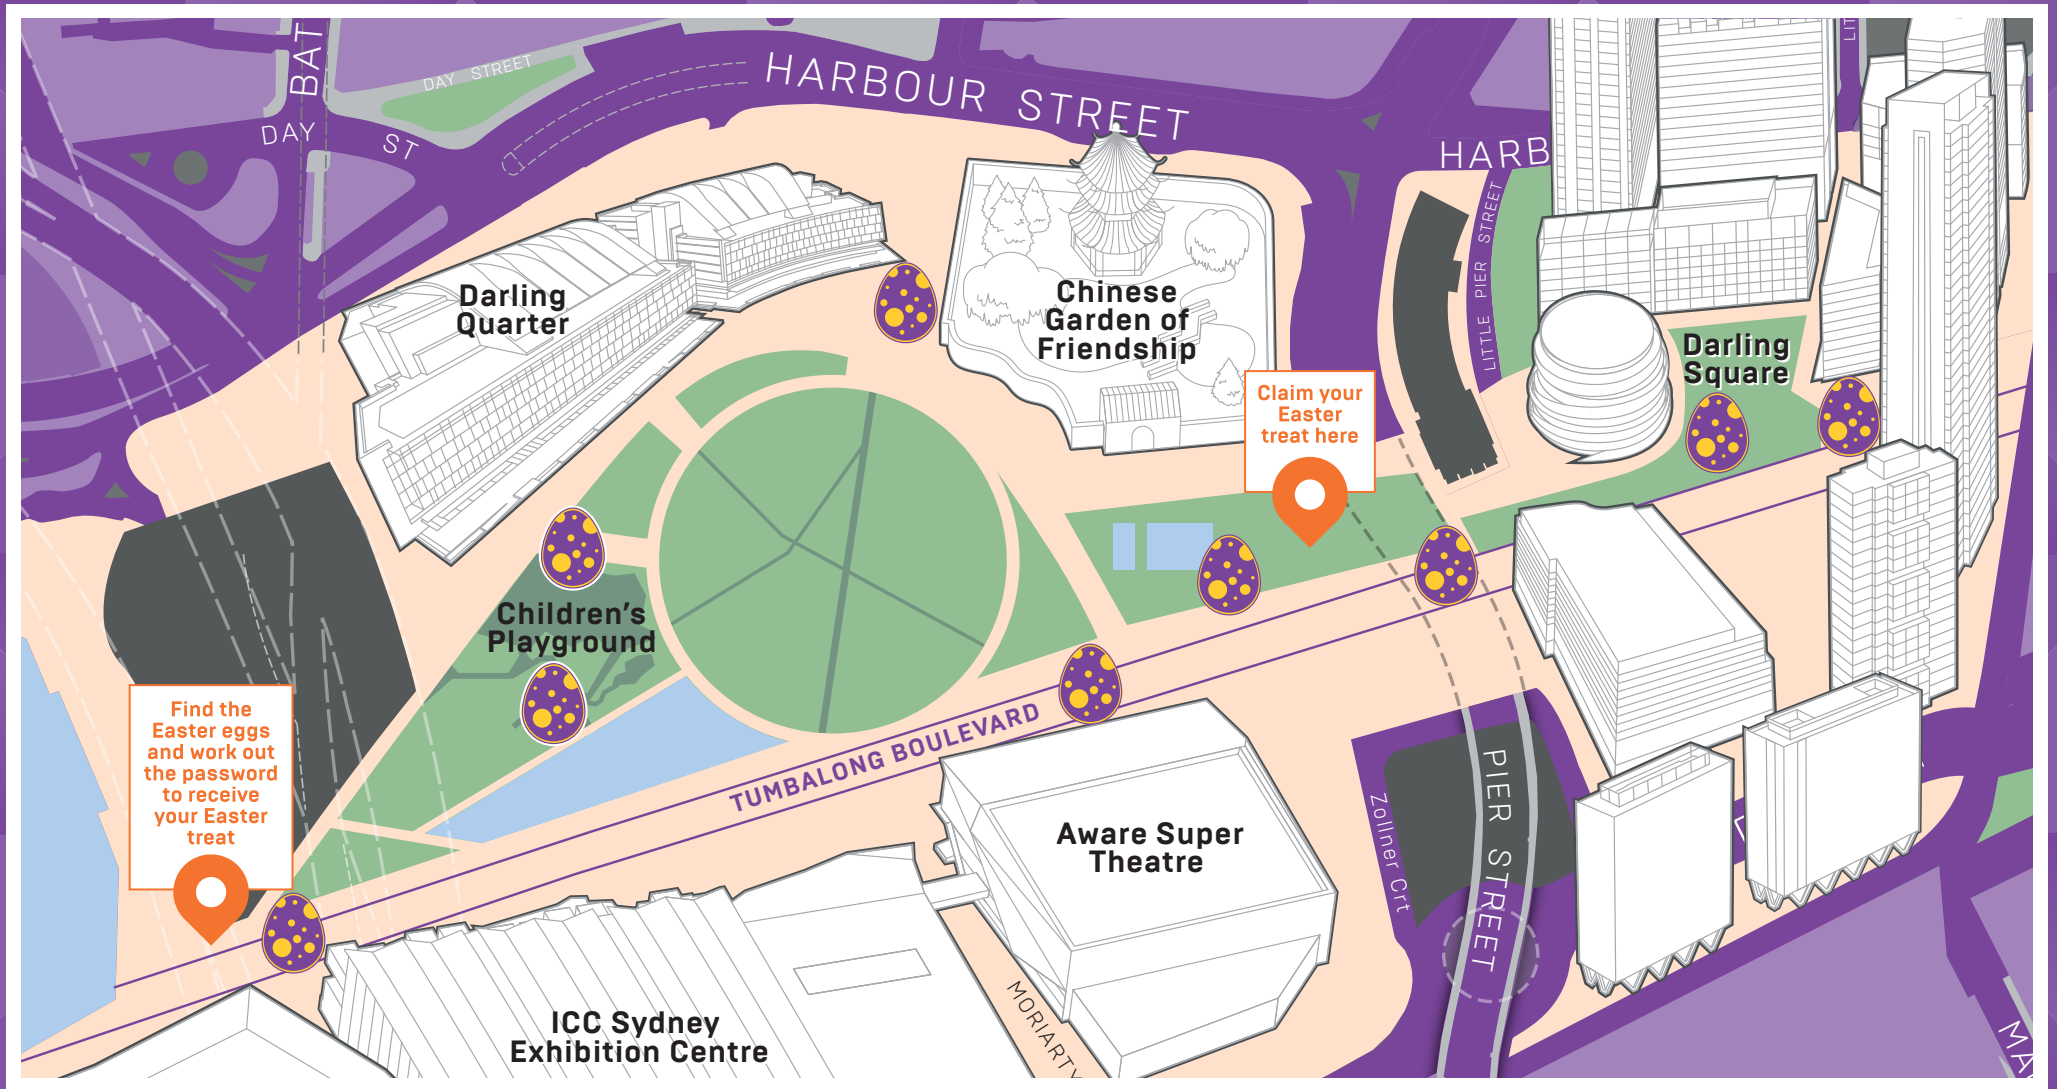 BAT
DAY STREET
DAY ST
HARBOUR STREET
HARB
LIT
LITTLE PIER STREET
Darling
Quarter
Chinese
Garden of
Friendship
Darling
Square
Claim your
Easter
treat here
Children's
Playground
Find the
Easter eggs
and work out
the password
to receive
your Easter
treat
TUMBALONG BOULEVARD
Aware Super
Theatre
PIER STREET
Zollner Crt
ICC Sydney
Exhibition Centre
MORIARTY
MA